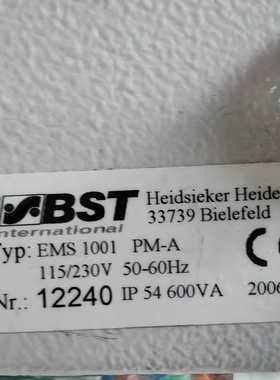 BST
international
Heidsieker Heide
33739 Bielefeld
Typ: EMS 1001 PM-A
115/230V 50-60Hz
CE
Nr.: 12240 IP 54 600VA 2006